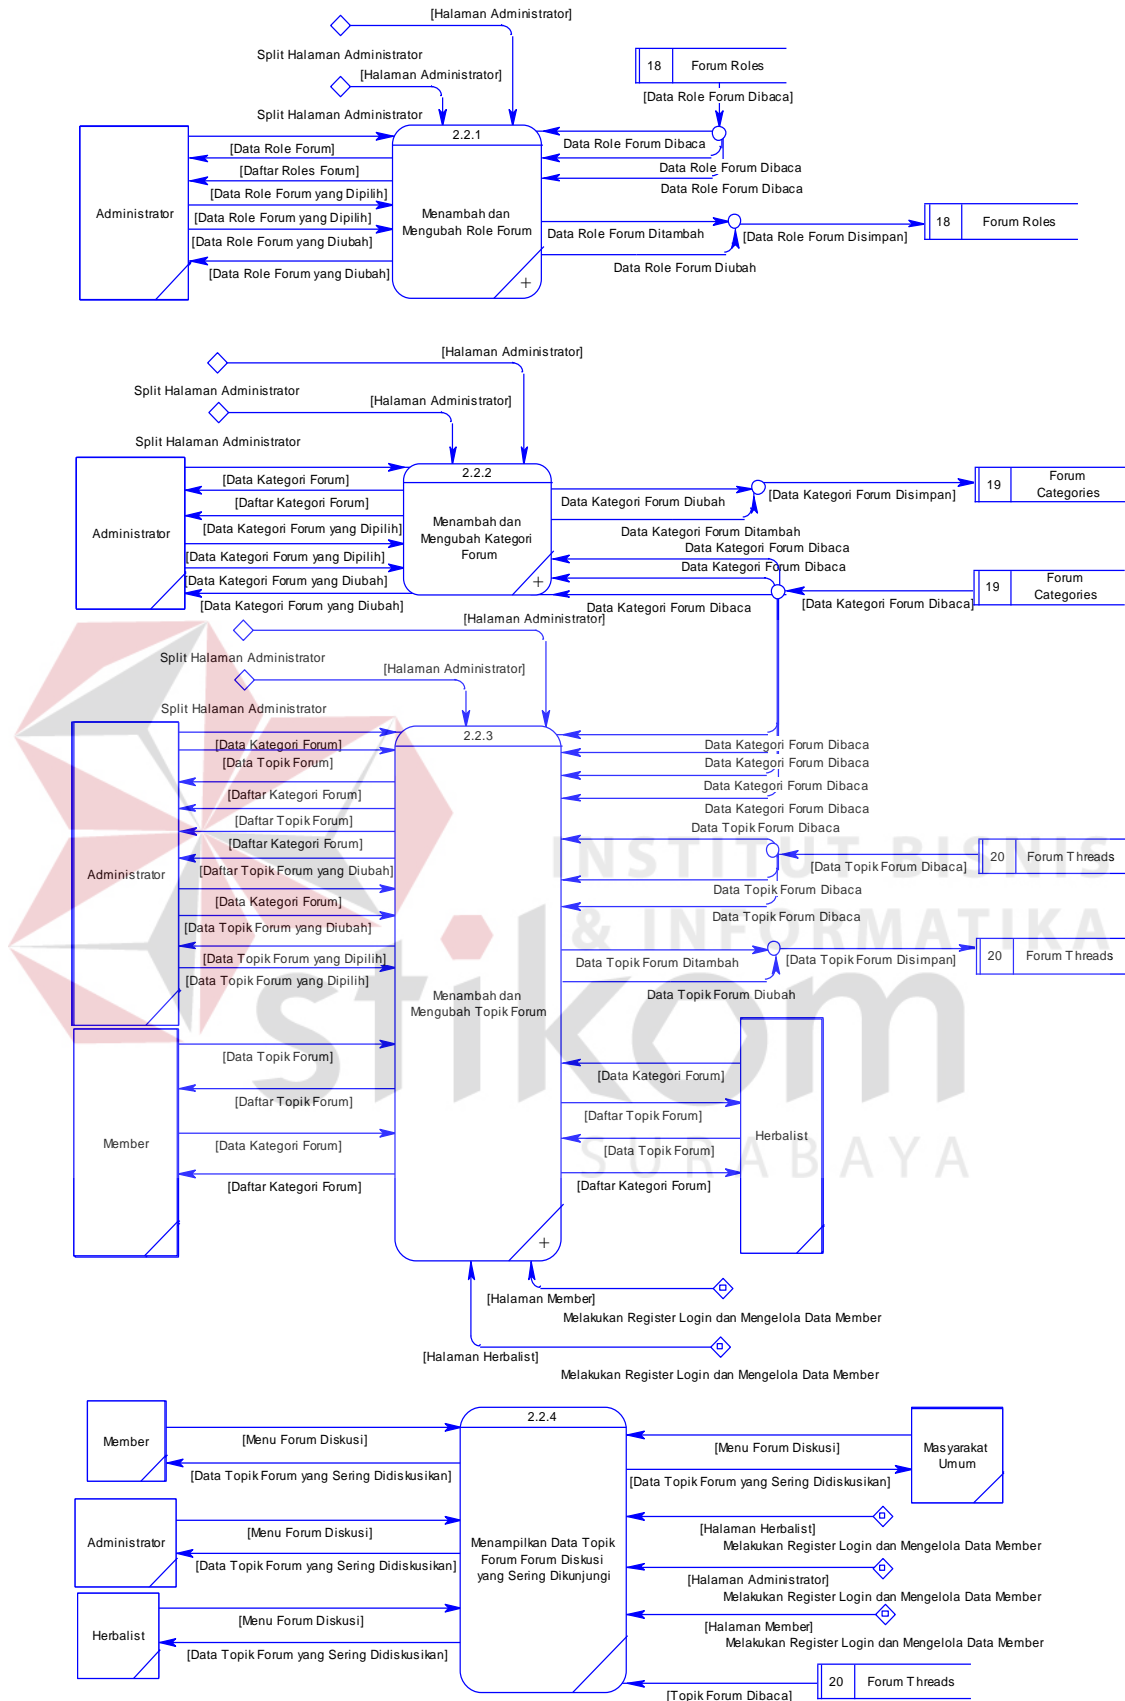 [Halaman Administrator]
Split Halaman Administrator
[Halaman Administrator]
Split Halaman Administrator
18 Forum Roles
[Data Role Forum Dibaca]
2.2.1
Administrator
Menambah dan
Mengubah Role Forum
+
[Data Role Forum]
[Daftar Roles Forum]
[Data Role Forum yang Dipilih]
[Data Role Forum yang Dipilih]
[Data Role Forum yang Diubah]
[Data Role Forum yang Diubah]
Data Role Forum Dibaca
Data Role Forum Dibaca
Data Role Forum Dibaca
Data Role Forum Ditambah
[Data Role Forum Disimpan]
Data Role Forum Diubah
18 Forum Roles
[Halaman Administrator]
Split Halaman Administrator
[Halaman Administrator]
Split Halaman Administrator
2.2.2
Administrator
Menambah dan
Mengubah Kategori
Forum
+
[Data Kategori Forum]
[Daftar Kategori Forum]
[Data Kategori Forum yang Dipilih]
[Data Kategori Forum yang Dipilih]
[Data Kategori Forum yang Diubah]
[Data Kategori Forum yang Diubah]
Data Kategori Forum Diubah
[Data Kategori Forum Disimpan]
Data Kategori Forum Ditambah
Data Kategori Forum Dibaca
Data Kategori Forum Dibaca
Data Kategori Forum Dibaca
[Data Kategori Forum Dibaca]
19 Forum
Categories
19 Forum
Categories
[Halaman Administrator]
Split Halaman Administrator
[Halaman Administrator]
Split Halaman Administrator
2.2.3
Administrator
Menambah dan
Mengubah Topik Forum
+
[Data Kategori Forum]
[Data Topik Forum]
[Daftar Kategori Forum]
[Daftar Topik Forum]
[Daftar Kategori Forum]
[Daftar Topik Forum yang Diubah]
[Data Kategori Forum]
[Data Topik Forum yang Diubah]
[Data Topik Forum yang Dipilih]
[Data Topik Forum yang Dipilih]
Data Kategori Forum Dibaca
Data Kategori Forum Dibaca
Data Kategori Forum Dibaca
Data Kategori Forum Dibaca
Data Topik Forum Dibaca
[Data Topik Forum Dibaca]
Data Topik Forum Dibaca
Data Topik Forum Dibaca
20 Forum Threads
Data Topik Forum Ditambah
[Data Topik Forum Disimpan]
Data Topik Forum Diubah
20 Forum Threads
INSTITUT BISNIS
& INFORMATIKA
stikom
SURABAYA
Member
[Data Topik Forum]
[Daftar Topik Forum]
[Data Kategori Forum]
[Daftar Kategori Forum]
Herbalist
[Data Kategori Forum]
[Daftar Topik Forum]
[Data Topik Forum]
[Daftar Kategori Forum]
[Halaman Member]
Melakukan Register Login dan Mengelola Data Member
[Halaman Herbalist]
Melakukan Register Login dan Mengelola Data Member
2.2.4
Menampilkan Data Topik
Forum Forum Diskusi
yang Sering Dikunjungi
Member
[Menu Forum Diskusi]
[Data Topik Forum yang Sering Didiskusikan]
Administrator
[Menu Forum Diskusi]
[Data Topik Forum yang Sering Didiskusikan]
Herbalist
[Menu Forum Diskusi]
[Data Topik Forum yang Sering Didiskusikan]
Masyarakat
Umum
[Menu Forum Diskusi]
[Data Topik Forum yang Sering Didiskusikan]
[Halaman Herbalist]
Melakukan Register Login dan Mengelola Data Member
[Halaman Administrator]
Melakukan Register Login dan Mengelola Data Member
[Halaman Member]
Melakukan Register Login dan Mengelola Data Member
20 Forum Threads
[Topik Forum Dibaca]